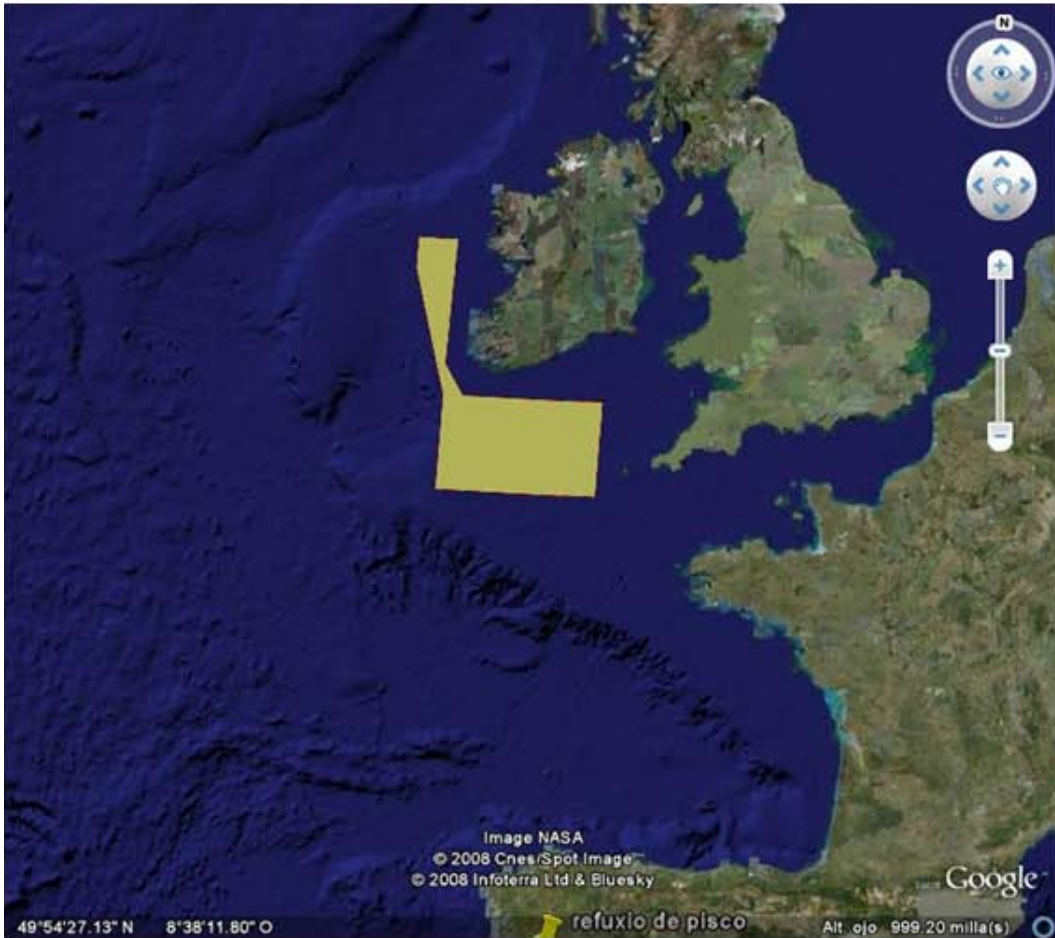 N
Image NASA
© 2008 Cnes/Spot Image
© 2008 Infoterra Ltd & Bluesky
Google
refuxio de pisco
49°54'27.13" N 8°38'11.80" O Alt. ojo 999.20 milla(s)